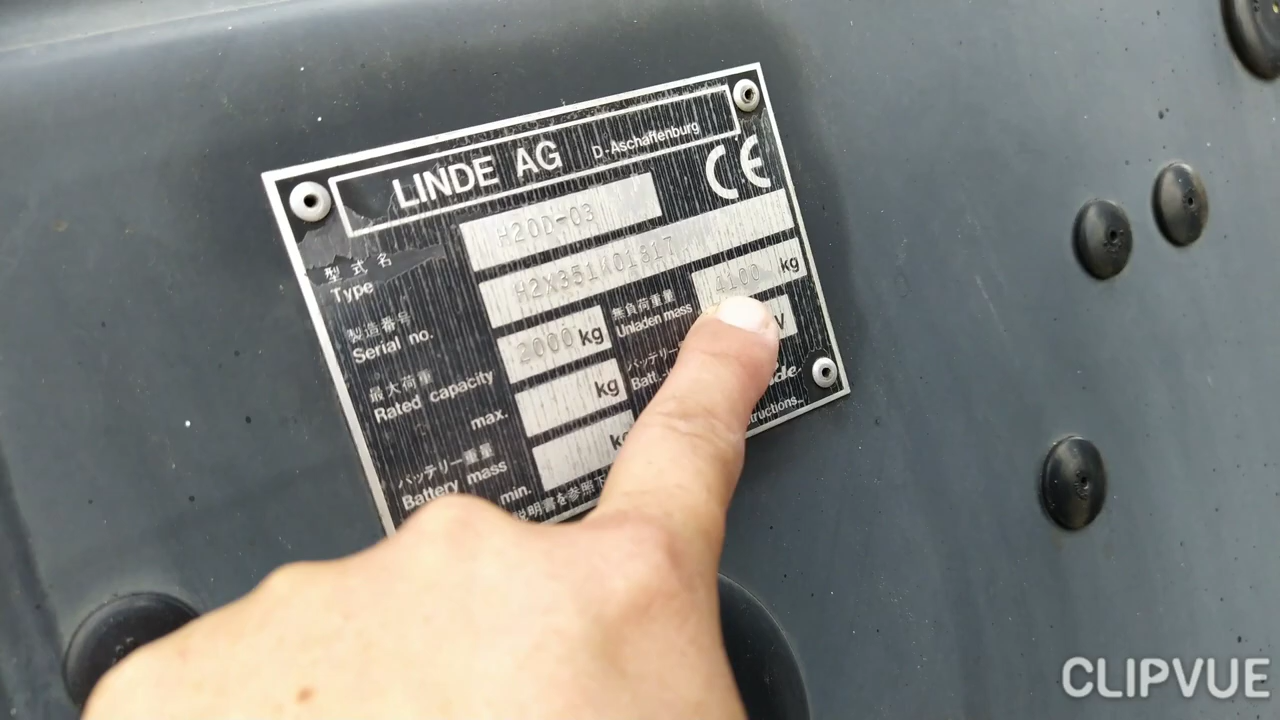 LINDE AG D-Aschaffenburg
CE
型式名
Type H20D-03
製造番号
Serial no. H2X351K01817
最大荷重 無負荷重量
Rated capacity 2000 kg Unladen mass 4100 kg
バッテリー重量 バッテリー
Battery mass max. kg Batt.- V
min.
説明書を参照下
CLIPVUE